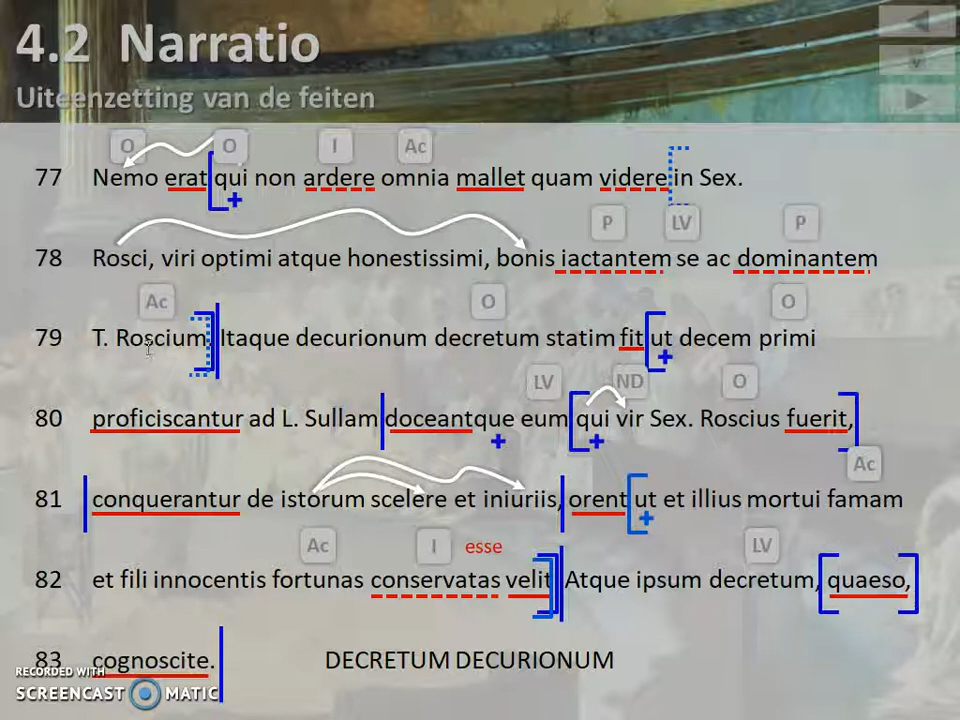 4.2 Narratio
Uiteenzetting van de feiten
O O I Ac
77 Nemo erat qui non ardere omnia mallet quam videre in Sex.
+
P LV P
78 Rosci, viri optimi atque honestissimi, bonis iactantem se ac dominantem
Ac O O
79 T. Roscium. Itaque decurionum decretum statim fit ut decem primi
+
LV ND O
80 proficiscantur ad L. Sullam doceantque eum qui vir Sex. Roscius fuerit,
+ +
Ac
81 conquerantur de istorum scelere et iniuriis, orent ut et illius mortui famam
+
Ac I esse LV
82 et fili innocentis fortunas conservatas velit. Atque ipsum decretum, quaeso,
83 cognoscite. DECRETUM DECURIONUM
RECORDED WITH
SCREENCAST MATIC